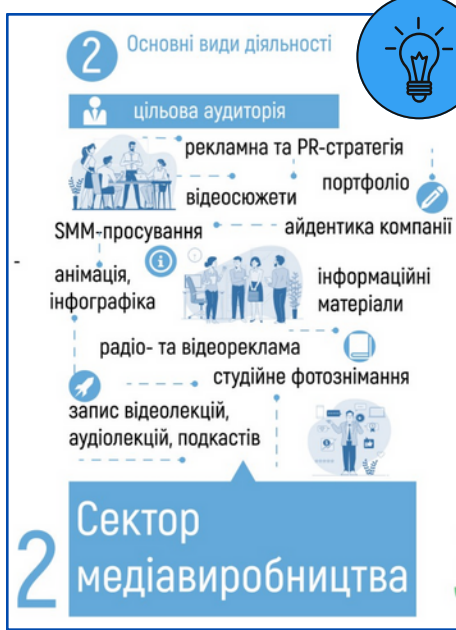 2
Основні види діяльності
цільова аудиторія
рекламна та PR-стратегія
відеосюжети
портфоліо
SMM-просування
айдентика компанії
анімація,
інфографіка
інформаційні
матеріали
радіо- та відеореклама
студійне фотознімання
запис відеолекцій,
аудіолекцій, подкастів
2
Сектор
медіавиробництва